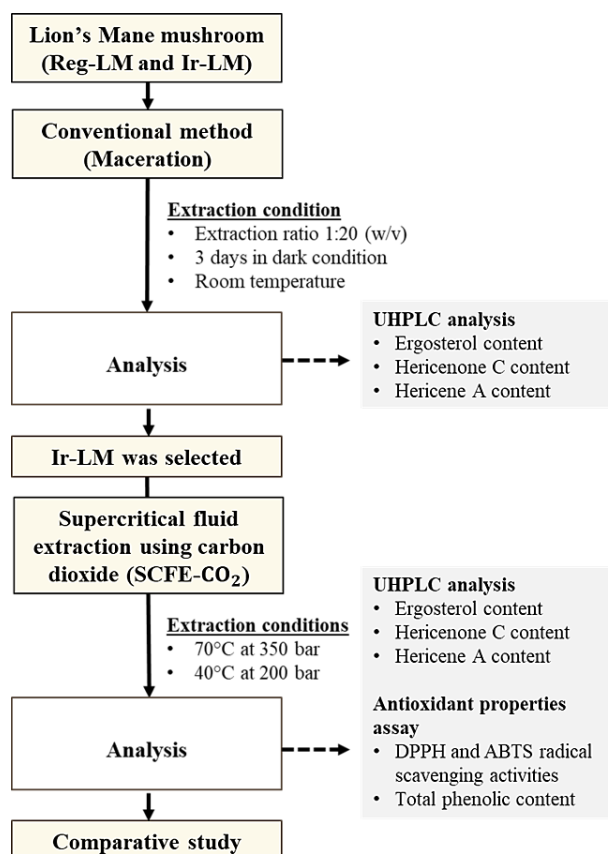 Lion's Mane mushroom
(Reg-LM and Ir-LM)
Conventional method
(Maceration)
Extraction condition
• Extraction ratio 1:20 (w/v)
• 3 days in dark condition
• Room temperature
Analysis
UHPLC analysis
• Ergosterol content
• Hericenone C content
• Hericene A content
Ir-LM was selected
Supercritical fluid
extraction using carbon
dioxide (SCFE-CO₂)
Extraction conditions
• 70°C at 350 bar
• 40°C at 200 bar
Analysis
UHPLC analysis
• Ergosterol content
• Hericenone C content
• Hericene A content
Antioxidant properties
assay
• DPPH and ABTS radical
scavenging activities
• Total phenolic content
Comparative study